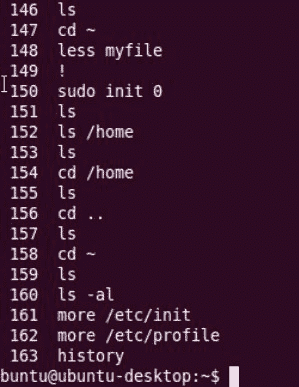 146 ls
147 cd ~
148 less myfile
149 !
150 sudo init 0
151 ls
152 ls /home
153 ls
154 cd /home
155 ls
156 cd ..
157 ls
158 cd ~
159 ls
160 ls -al
161 more /etc/init
162 more /etc/profile
163 history
buntu@ubuntu-desktop:~$